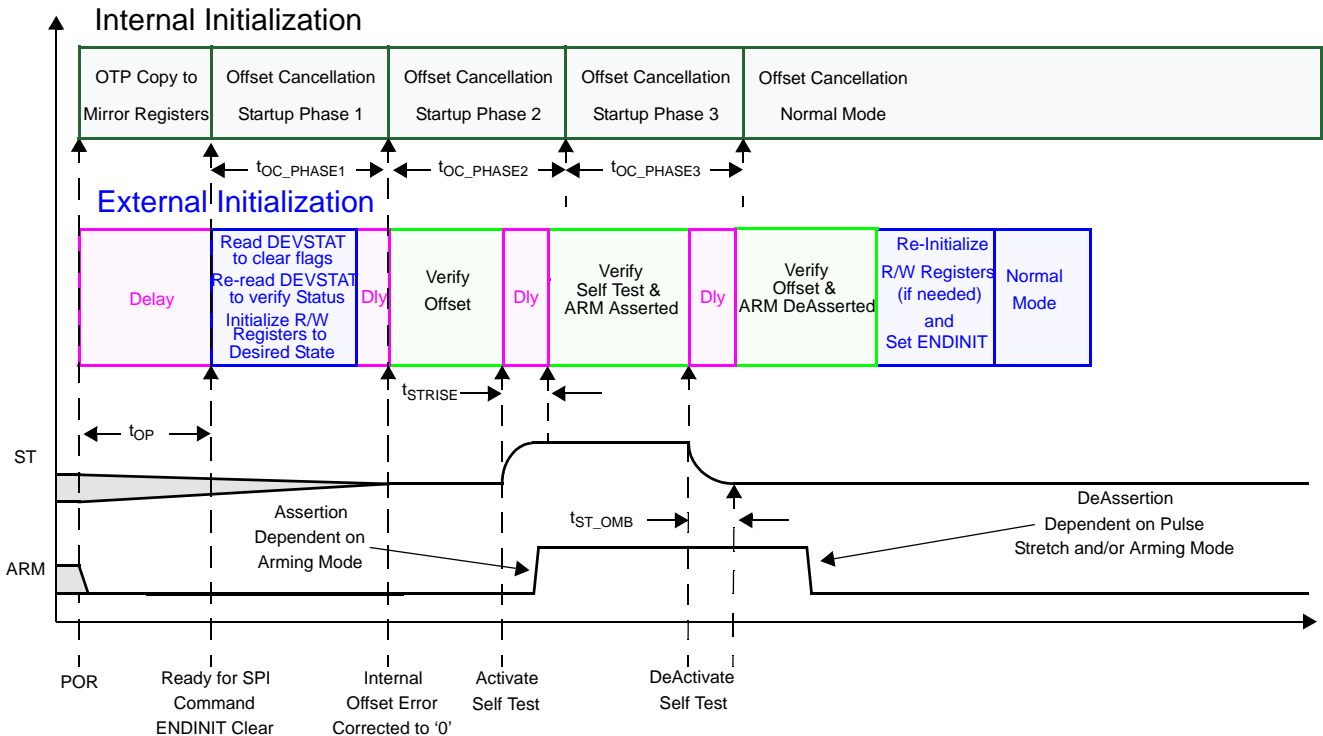 Internal Initialization
OTP Copy to
Mirror Registers
Offset Cancellation
Startup Phase 1
Offset Cancellation
Startup Phase 2
Offset Cancellation
Startup Phase 3
Offset Cancellation
Normal Mode
tOC_PHASE1
tOC_PHASE2
tOC_PHASE3
External Initialization
Delay
Read DEVSTAT
to clear flags
Re-read DEVSTAT
to verify Status
Initialize R/W
Registers to
Desired State
Dly
Verify
Offset
Dly
Verify
Self Test &
ARM Asserted
Dly
Verify
Offset &
ARM DeAsserted
Re-Initialize
R/W Registers
(if needed)
and
Set ENDINIT
Normal
Mode
tSTRISE
tOP
ST
Assertion
Dependent on
Arming Mode
tST_OMB
DeAssertion
Dependent on Pulse
Stretch and/or Arming Mode
ARM
POR
Ready for SPI
Command
ENDINIT Clear
Internal
Offset Error
Corrected to ‘0’
Activate
Self Test
DeActivate
Self Test